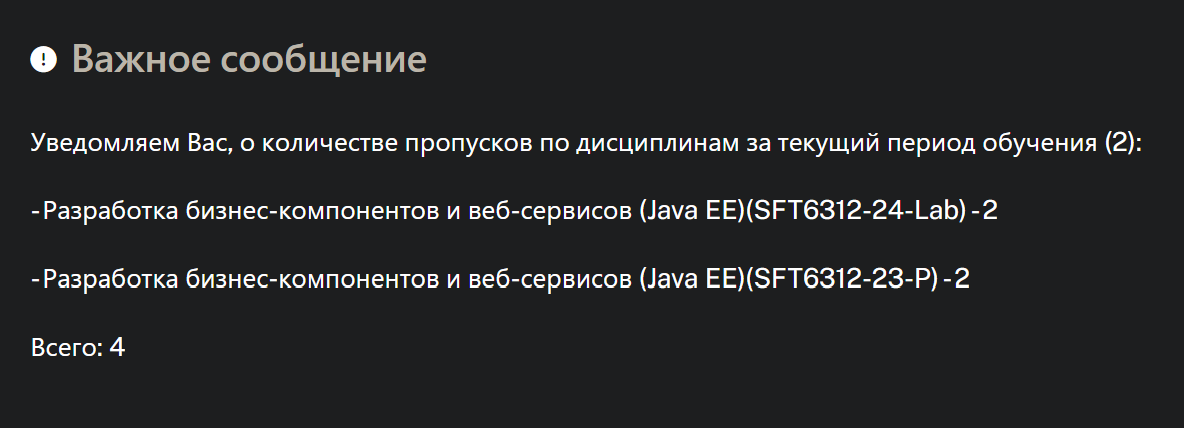 Важное сообщение
Уведомляем Вас, о количестве пропусков по дисциплинам за текущий период обучения (2):
-Разработка бизнес-компонентов и веб-сервисов (Java EE)(SFT6312-24-Lab) -2
-Разработка бизнес-компонентов и веб-сервисов (Java EE)(SFT6312-23-P) -2
Всего: 4